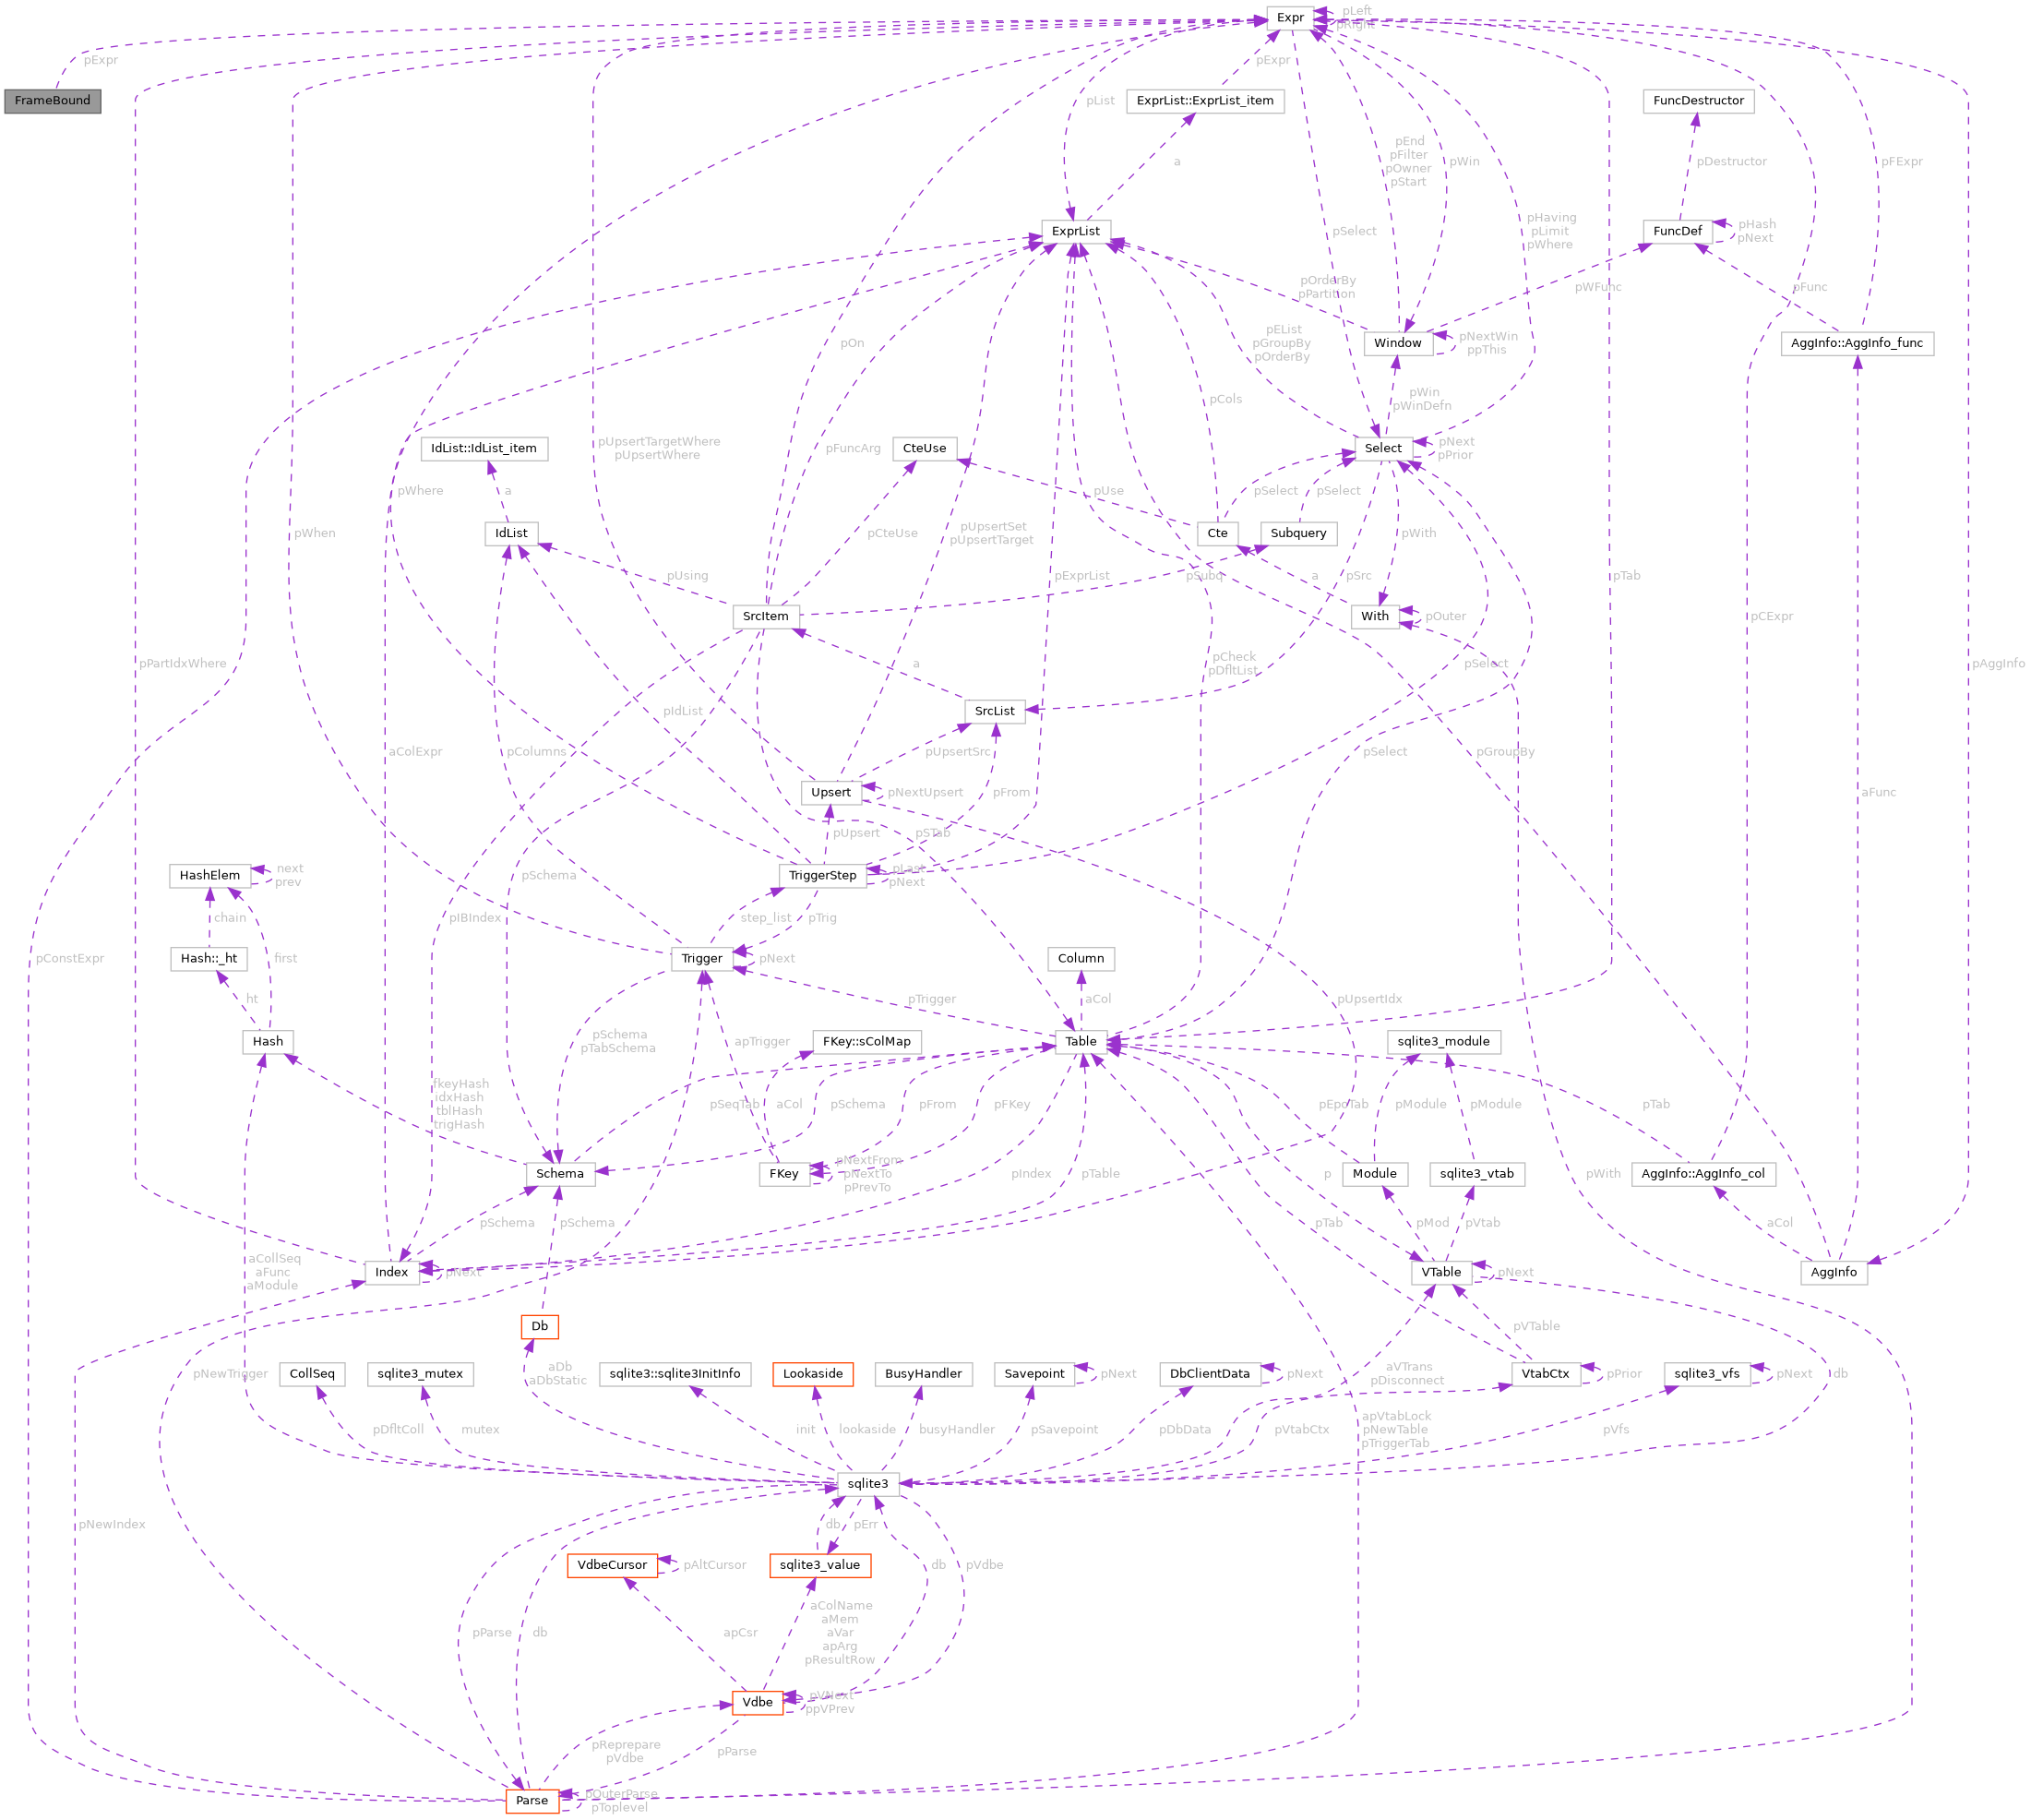 Expr
pLeft
pRight
pExpr
pExpr
FrameBound
pList
ExprList::ExprList_item
FuncDestructor
pEnd
pFilter
pOwner
pStart
a
pWin
pDestructor
pFExpr
ExprList
pSelect
pHaving
pLimit
pWhere
FuncDef
pHash
pNext
pOrderBy
pPartition
pWFunc
pFunc
pOn
pEList
pGroupBy
pOrderBy
Window
pNextWin
ppThis
AggInfo::AggInfo_func
pCols
pWin
pWinDefn
IdList::IdList_item
pUpsertTargetWhere
pUpsertWhere
pFuncArg
CteUse
Select
pNext
pPrior
pWhere
a
pUse
pSelect
pSelect
pWhen
IdList
pCteUse
pUpsertSet
pUpsertTarget
Cte
Subquery
pWith
pUsing
pExprList
pSubq
a
pSrc
pTab
SrcItem
With
pOuter
pCExpr
pPartIdxWhere
pIdList
a
pCheck
pDfltList
pSelect
pAggInfo
SrcList
aColExpr
pColumns
pUpsertSrc
pSelect
pGroupBy
Upsert
pNextUpsert
aFunc
pUpsert
pSTab
pFrom
HashElem
next
prev
pSchema
TriggerStep
pLast
pNext
chain
pIBIndex
step_list
pTrig
pConstExpr
Hash::_ht
first
Trigger
pNext
Column
ht
pTrigger
aCol
pUpsertIdx
Hash
pSchema
pTabSchema
apTrigger
FKey::sColMap
Table
sqlite3_module
fkeyHash
idxHash
tblHash
trigHash
pSeqTab
aCol
pSchema
pFrom
pFKey
pEpoTab
pModule
pModule
pTab
Schema
FKey
pNextFrom
pNextTo
pPrevTo
pIndex
pTable
p
Module
sqlite3_vtab
AggInfo::AggInfo_col
pWith
pSchema
pSchema
pTab
pMod
pVtab
aCol
aCollSeq
aFunc
aModule
Index
pNext
VTable
pNext
AggInfo
Db
pVTable
pNewTrigger
CollSeq
sqlite3_mutex
aDb
aDbStatic
sqlite3::sqlite3InitInfo
Lookaside
BusyHandler
Savepoint
pNext
DbClientData
pNext
aVTrans
pDisconnect
VtabCtx
pPrior
sqlite3_vfs
pNext
db
pDfltColl
mutex
init
lookaside
busyHandler
pSavepoint
pDbData
pVtabCtx
apVtabLock
pNewTable
pTriggerTab
pVfs
sqlite3
pNewIndex
db
pErr
VdbeCursor
pAltCursor
sqlite3_value
db
pVdbe
pParse
db
apCsr
aColName
aMem
aVar
apArg
pResultRow
Vdbe
pVNext
ppVPrev
pReprepare
pVdbe
pParse
Parse
pOuterParse
pToplevel